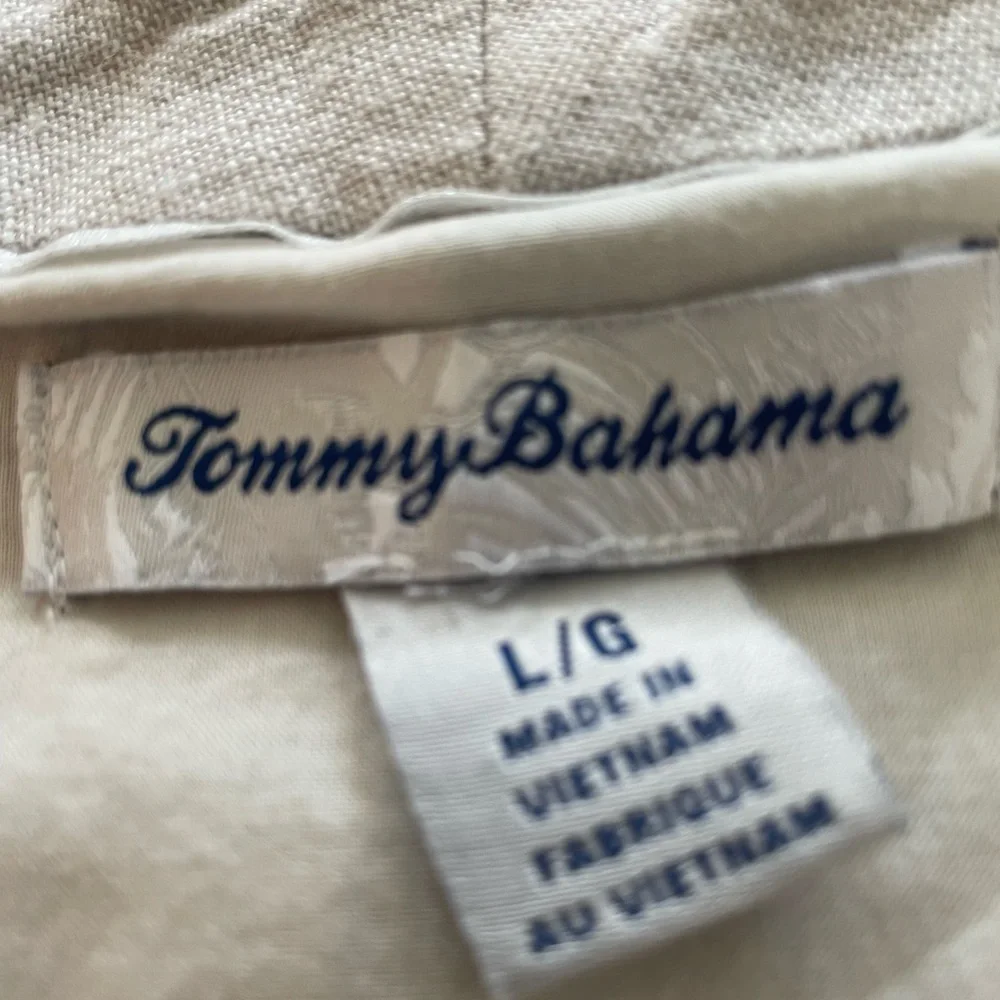 Tommy Bahama
L/G
MADE IN
VIETNAM
FABRIQUE
AU VIETNAM